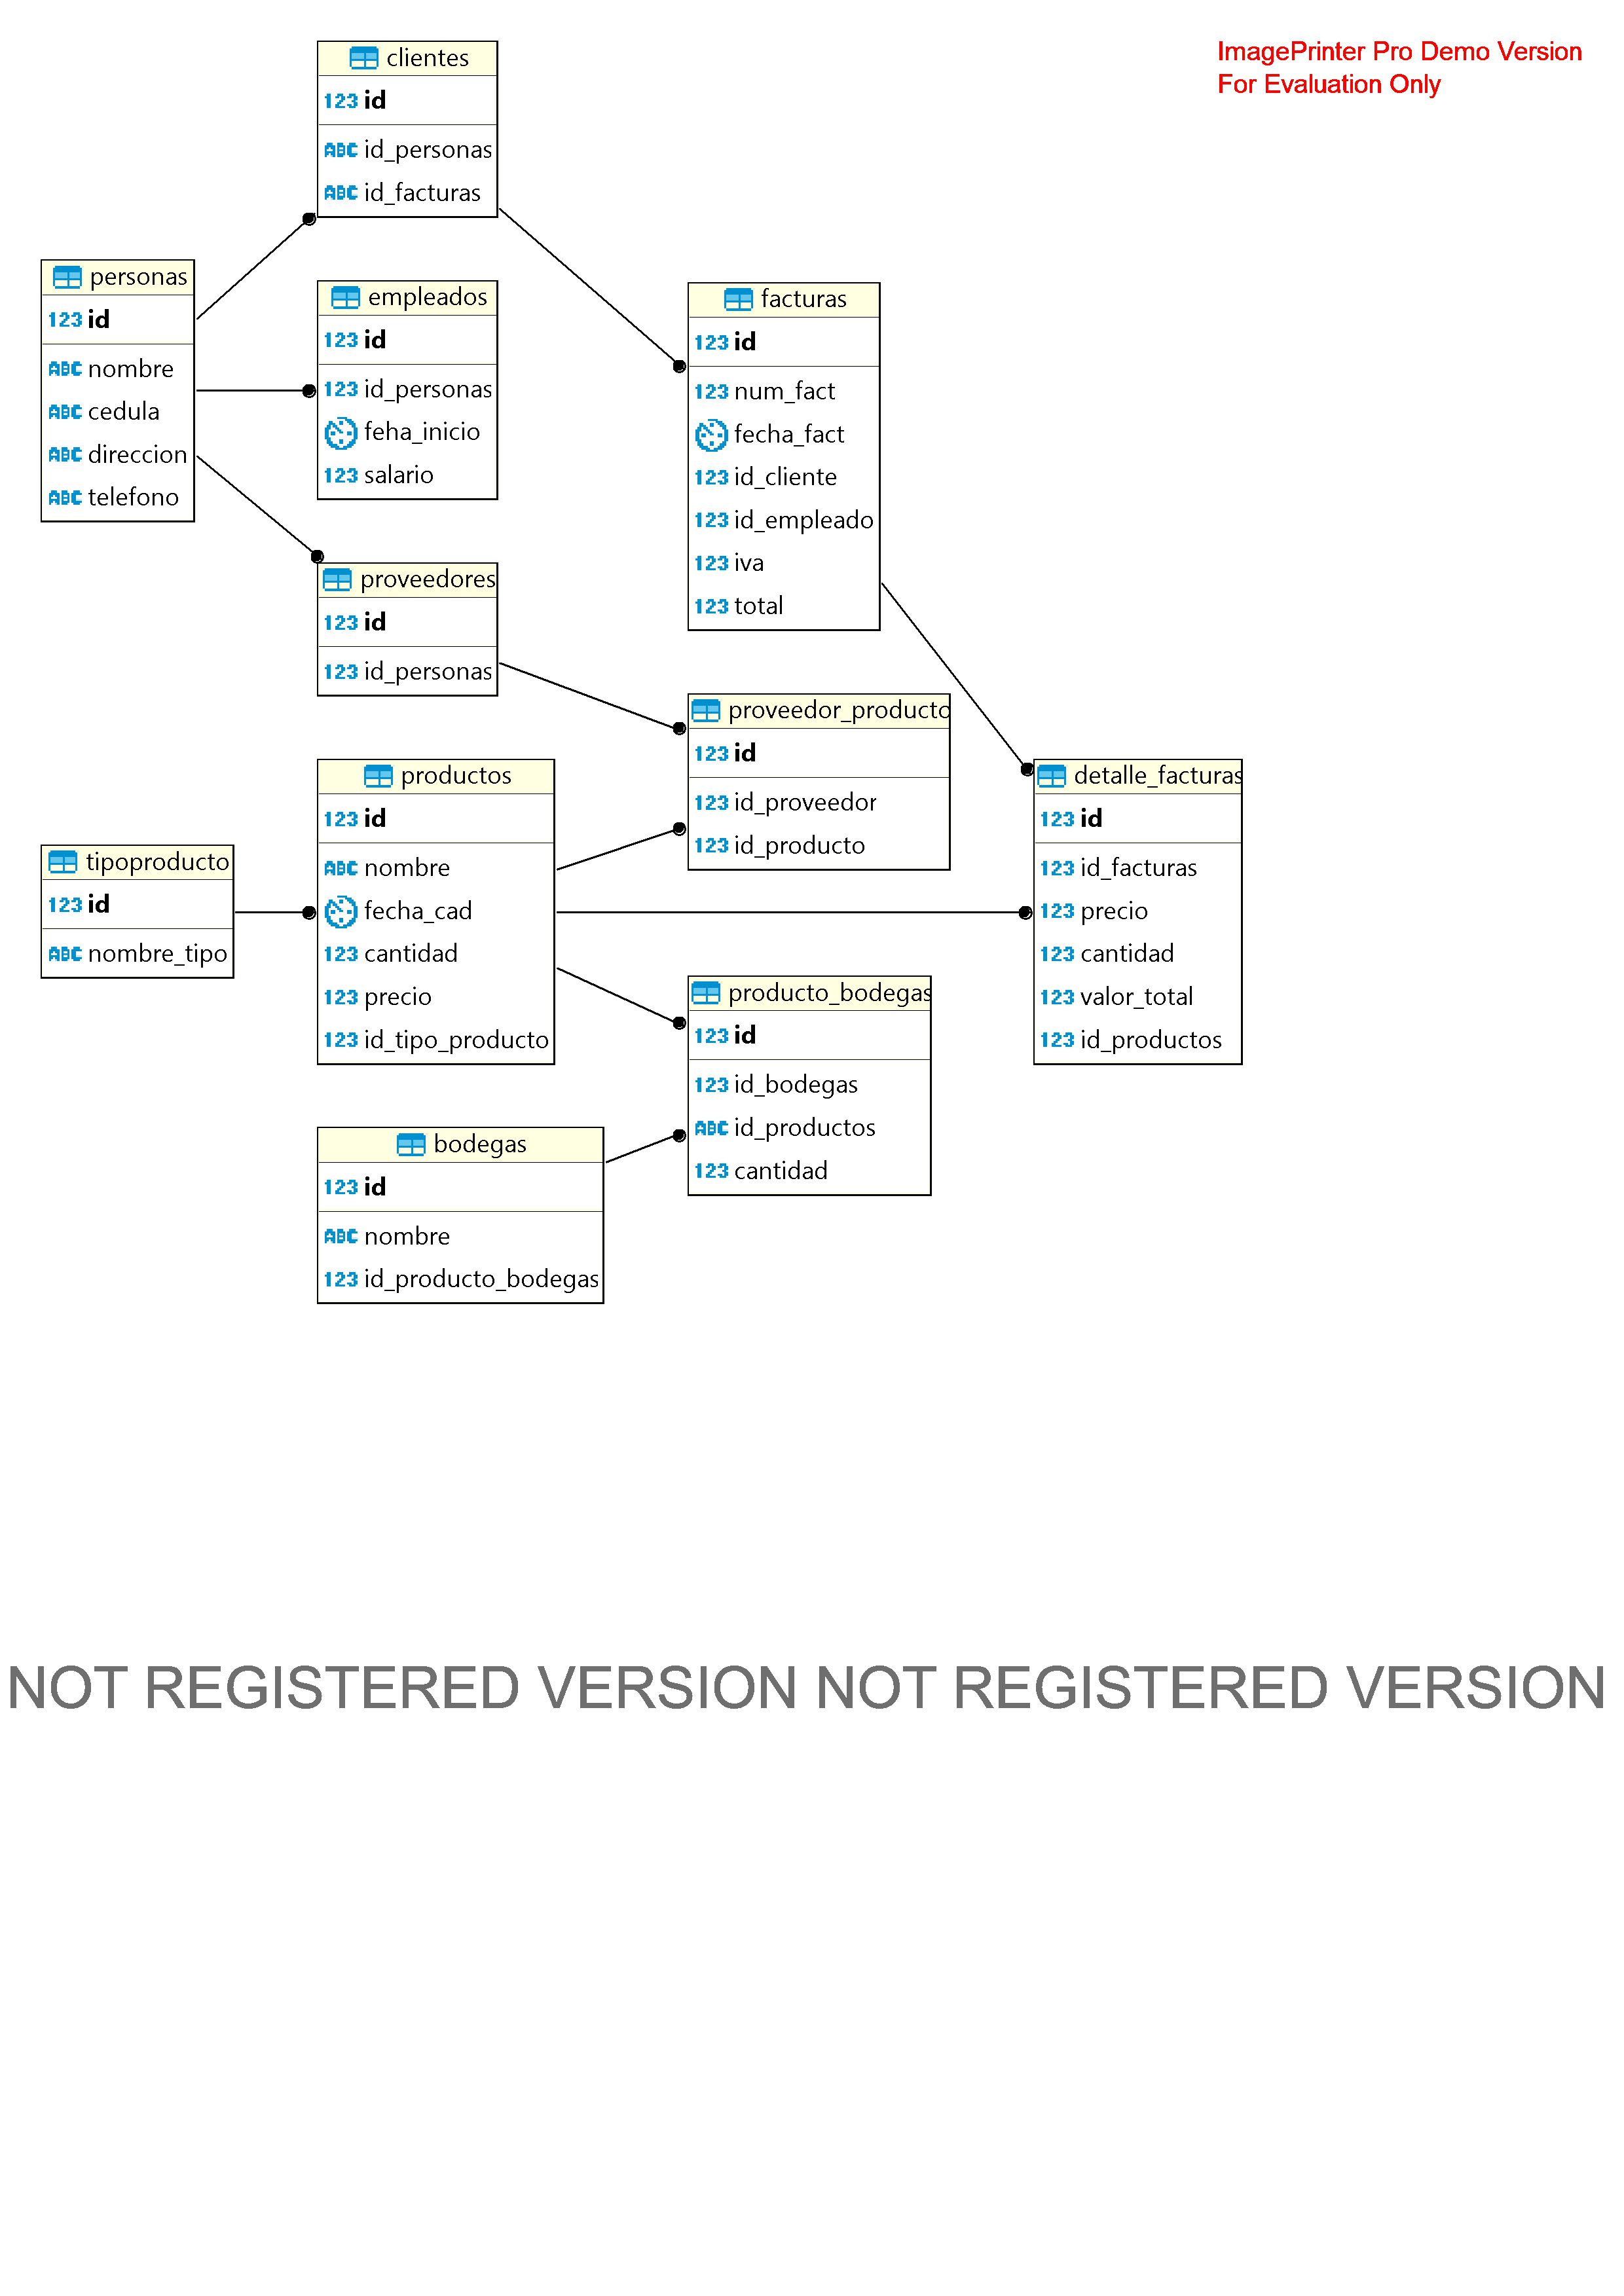 ImagePrinter Pro Demo Version
For Evaluation Only
clientes
123 id
ABC id_personas
ABC id_facturas
personas
123 id
ABC nombre
ABC cedula
ABC direccion
ABC telefono
empleados
123 id
123 id_personas
feha_inicio
123 salario
facturas
123 id
123 num_fact
fecha_fact
123 id_cliente
123 id_empleado
123 iva
123 total
proveedores
123 id
123 id_personas
proveedor_producto
123 id
123 id_proveedor
123 id_producto
productos
123 id
ABC nombre
fecha_cad
123 cantidad
123 precio
123 id_tipo_producto
detalle_facturas
123 id
123 id_facturas
123 precio
123 cantidad
123 valor_total
123 id_productos
tipoproducto
123 id
ABC nombre_tipo
producto_bodegas
123 id
123 id_bodegas
ABC id_productos
123 cantidad
bodegas
123 id
ABC nombre
123 id_producto_bodegas
NOT REGISTERED VERSION NOT REGISTERED VERSION